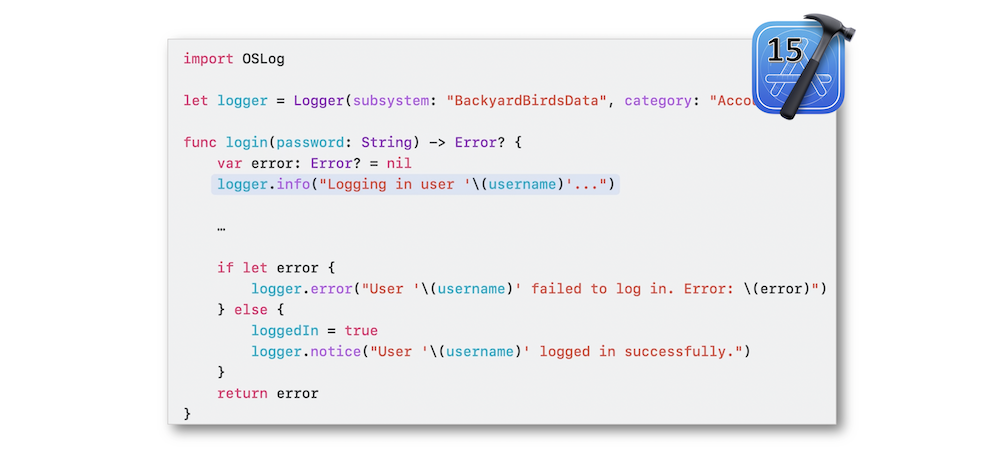 15
import OSLog
let logger = Logger(subsystem: "BackyardBirdsData", category:
func login(password: String) -> Error? {
    var error: Error? = nil
    logger.info("Logging in user '\(username)'...")
    …
    if let error {
        logger.error("User '\(username)' failed to log in. Error: \(error)")
    } else {
        loggedIn = true
        logger.notice("User '\(username)' logged in successfully.")
    }
    return error
}